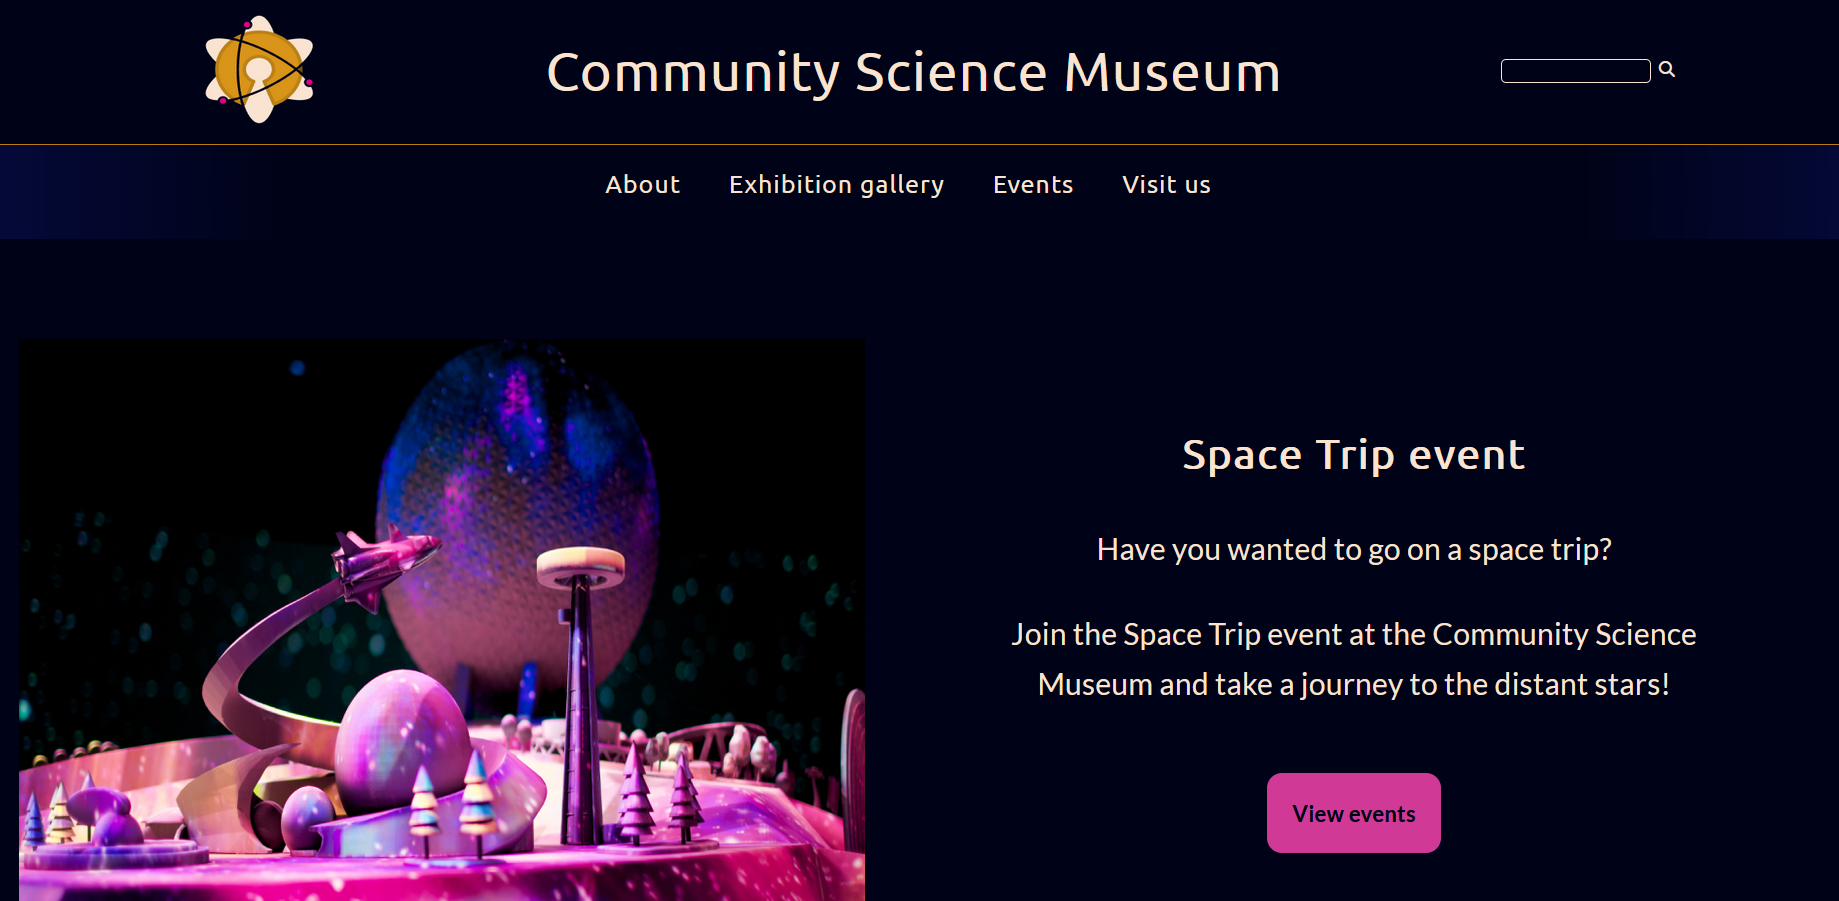 Community Science Museum
About Exhibition gallery Events Visit us
Space Trip event
Have you wanted to go on a space trip?
Join the Space Trip event at the Community Science
Museum and take a journey to the distant stars!
View events